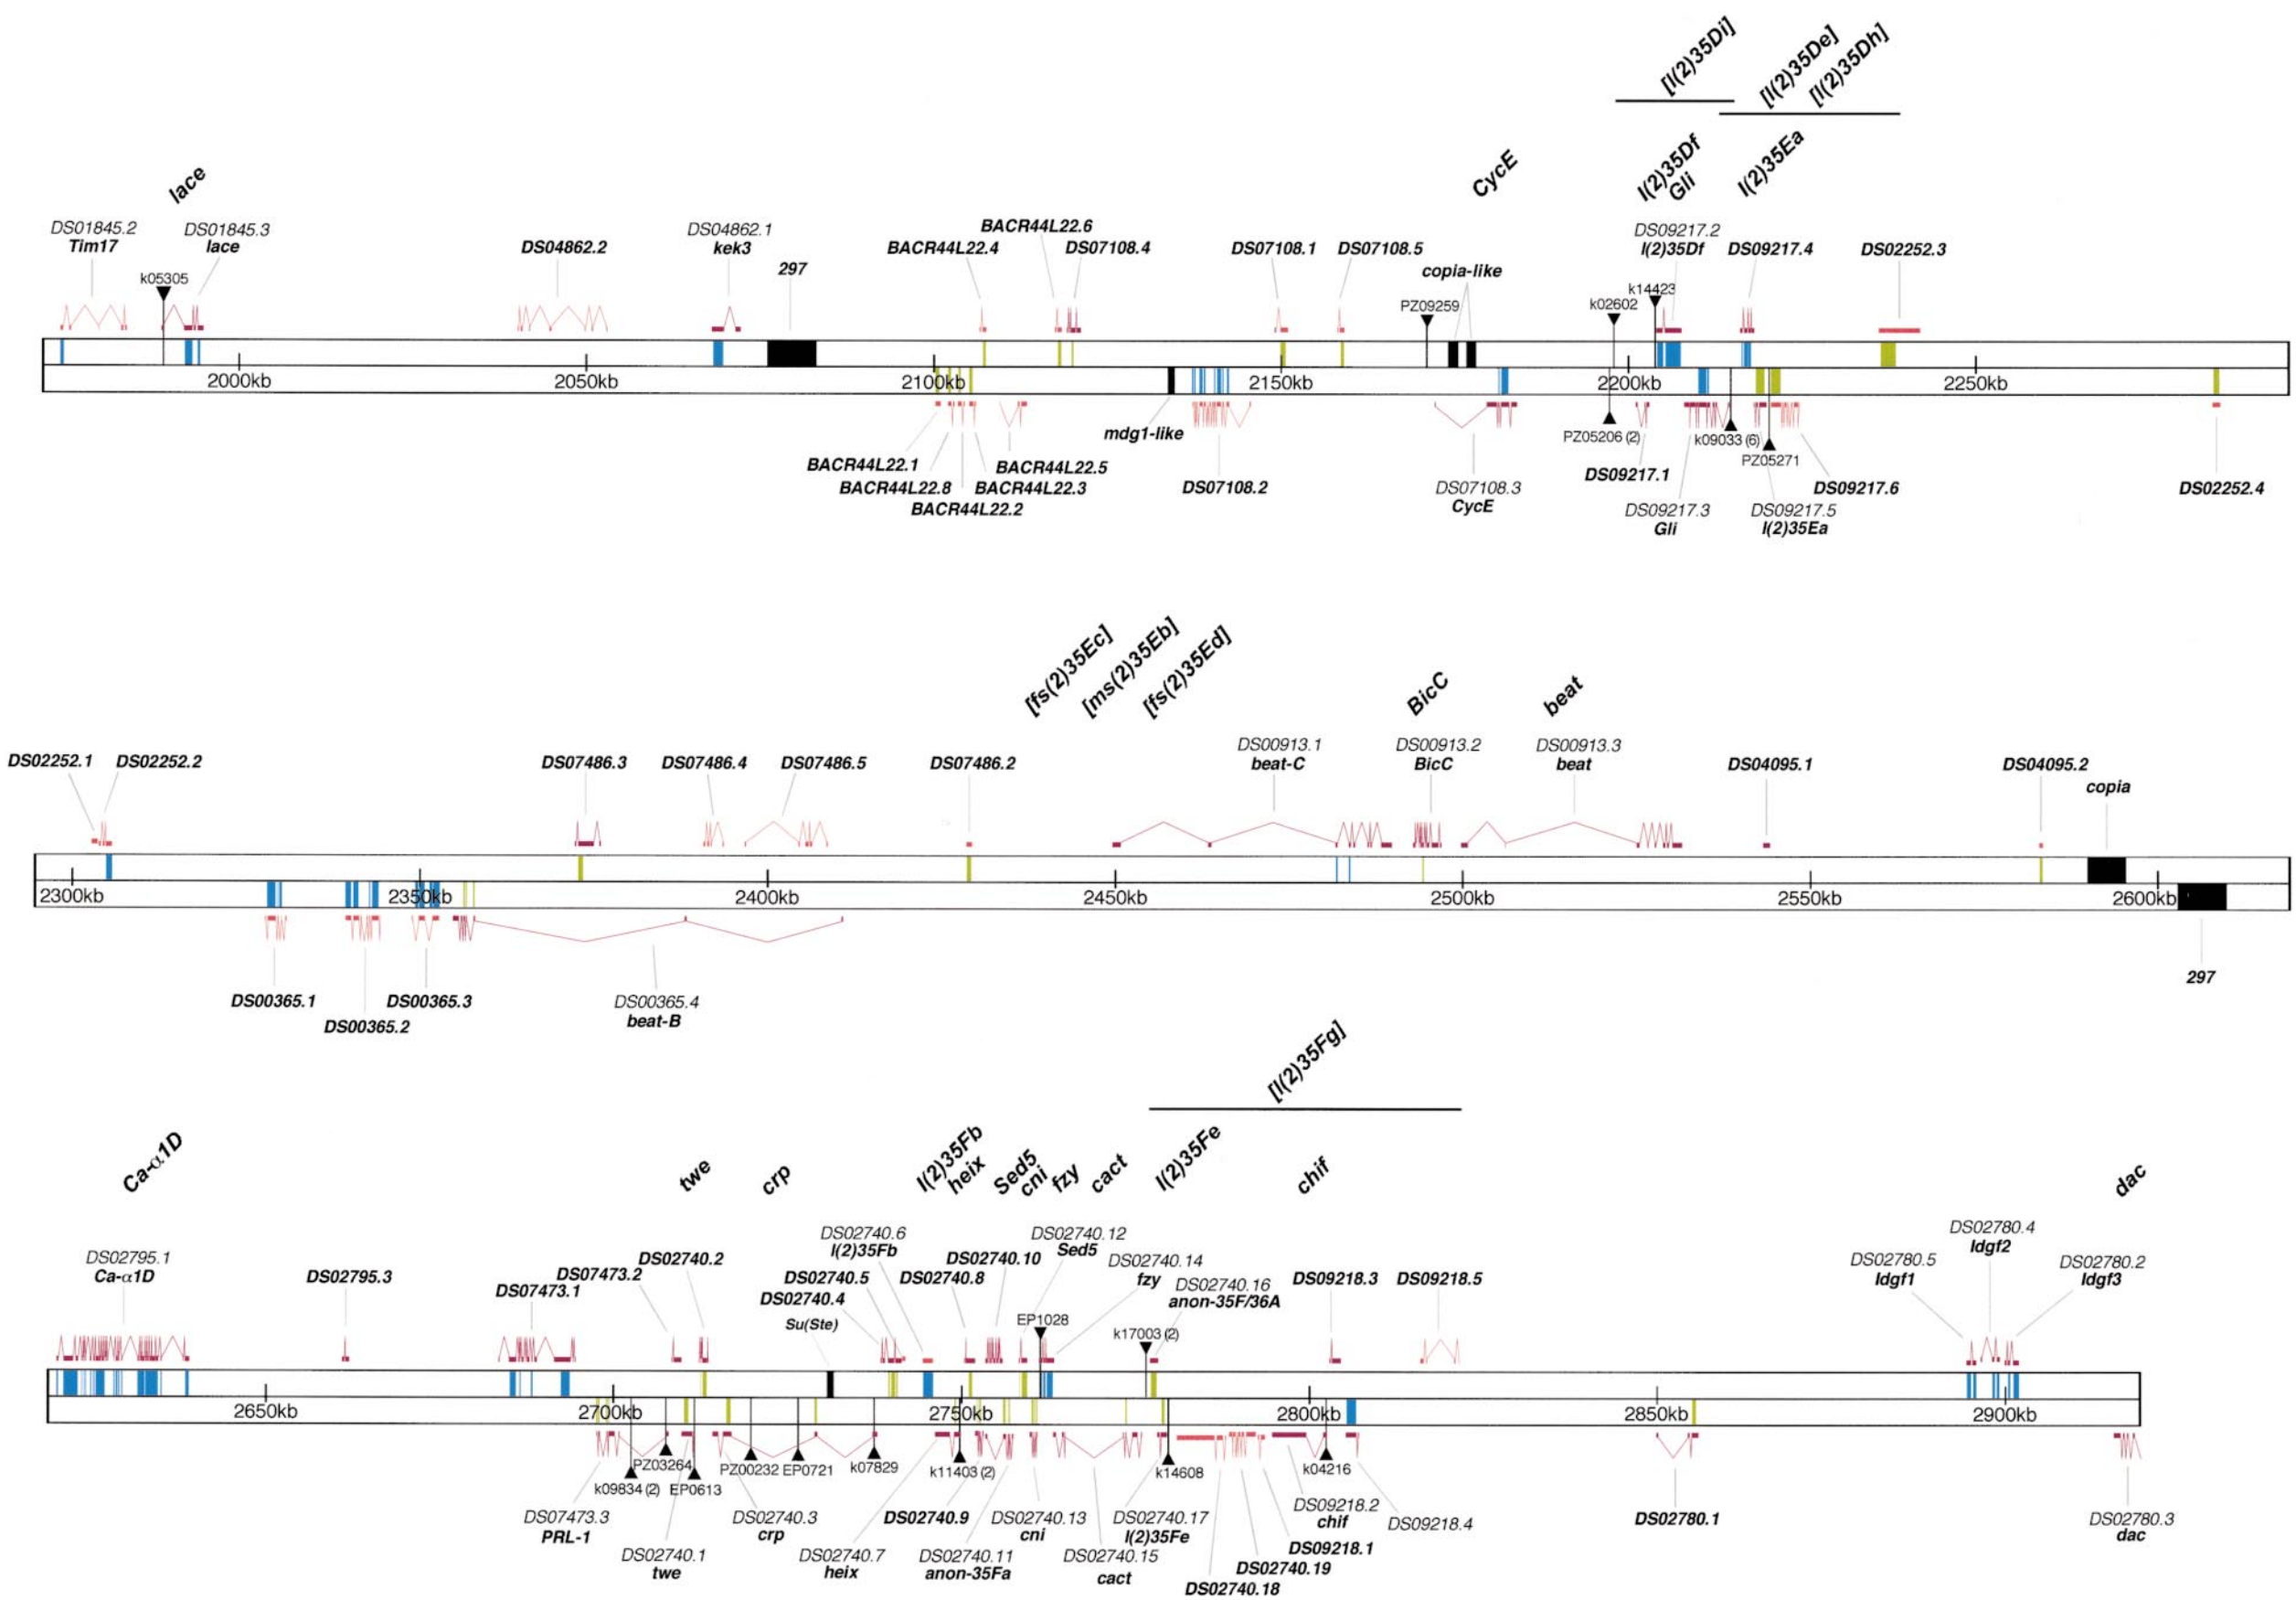 [l(2)35Di]
[l(2)35De]
[l(2)35Dh]
lace
CycE
l(2)35Df
Gli
l(2)35Ea
DS01845.2
Tim17
DS01845.3
lace
k05305
DS04862.2
DS04862.1
kek3
297
BACR44L22.4
BACR44L22.6
DS07108.4
DS07108.1
DS07108.5
copia-like
PZ09259
k02602
k14423
DS09217.2
l(2)35Df
DS09217.4
DS02252.3
2000kb
2050kb
2100kb
2150kb
2200kb
2250kb
mdg1-like
BACR44L22.1
BACR44L22.8
BACR44L22.2
BACR44L22.5
BACR44L22.3
DS07108.2
DS07108.3
CycE
PZ05206 (2)
k09033 (6)
PZ05271
DS09217.1
DS09217.3
Gli
DS09217.5
l(2)35Ea
DS09217.6
DS02252.4
[fs(2)35Ec]
[ms(2)35Eb]
[fs(2)35Ed]
BicC
beat
DS02252.1
DS02252.2
DS07486.3
DS07486.4
DS07486.5
DS07486.2
DS00913.1
beat-C
DS00913.2
BicC
DS00913.3
beat
DS04095.1
DS04095.2
copia
2300kb
2350kb
2400kb
2450kb
2500kb
2550kb
2600kb
DS00365.1
DS00365.2
DS00365.3
DS00365.4
beat-B
297
[l(2)35Fg]
Ca-α1D
twe
crp
l(2)35Fb
heix
Sed5
cni
fzy
cact
l(2)35Fe
chif
dac
DS02795.1
Ca-α1D
DS02795.3
DS07473.1
DS07473.2
DS02740.2
DS02740.6
l(2)35Fb
DS02740.5
DS02740.4
Su(Ste)
DS02740.8
DS02740.10
DS02740.12
Sed5
EP1028
DS02740.14
fzy
k17003 (2)
DS02740.16
anon-35F/36A
DS09218.3
DS09218.5
DS02780.5
Idgf1
DS02780.4
Idgf2
DS02780.2
Idgf3
2650kb
2700kb
2750kb
2800kb
2850kb
2900kb
k09834 (2)
PZ03264
EP0613
PZ00232
EP0721
k07829
k11403 (2)
k14608
k04216
DS07473.3
PRL-1
DS02740.1
twe
DS02740.3
crp
DS02740.7
heix
DS02740.9
DS02740.11
anon-35Fa
DS02740.13
cni
DS02740.15
cact
DS02740.17
l(2)35Fe
DS02740.18
DS02740.19
DS09218.1
DS09218.2
chif
DS09218.4
DS02780.1
DS02780.3
dac